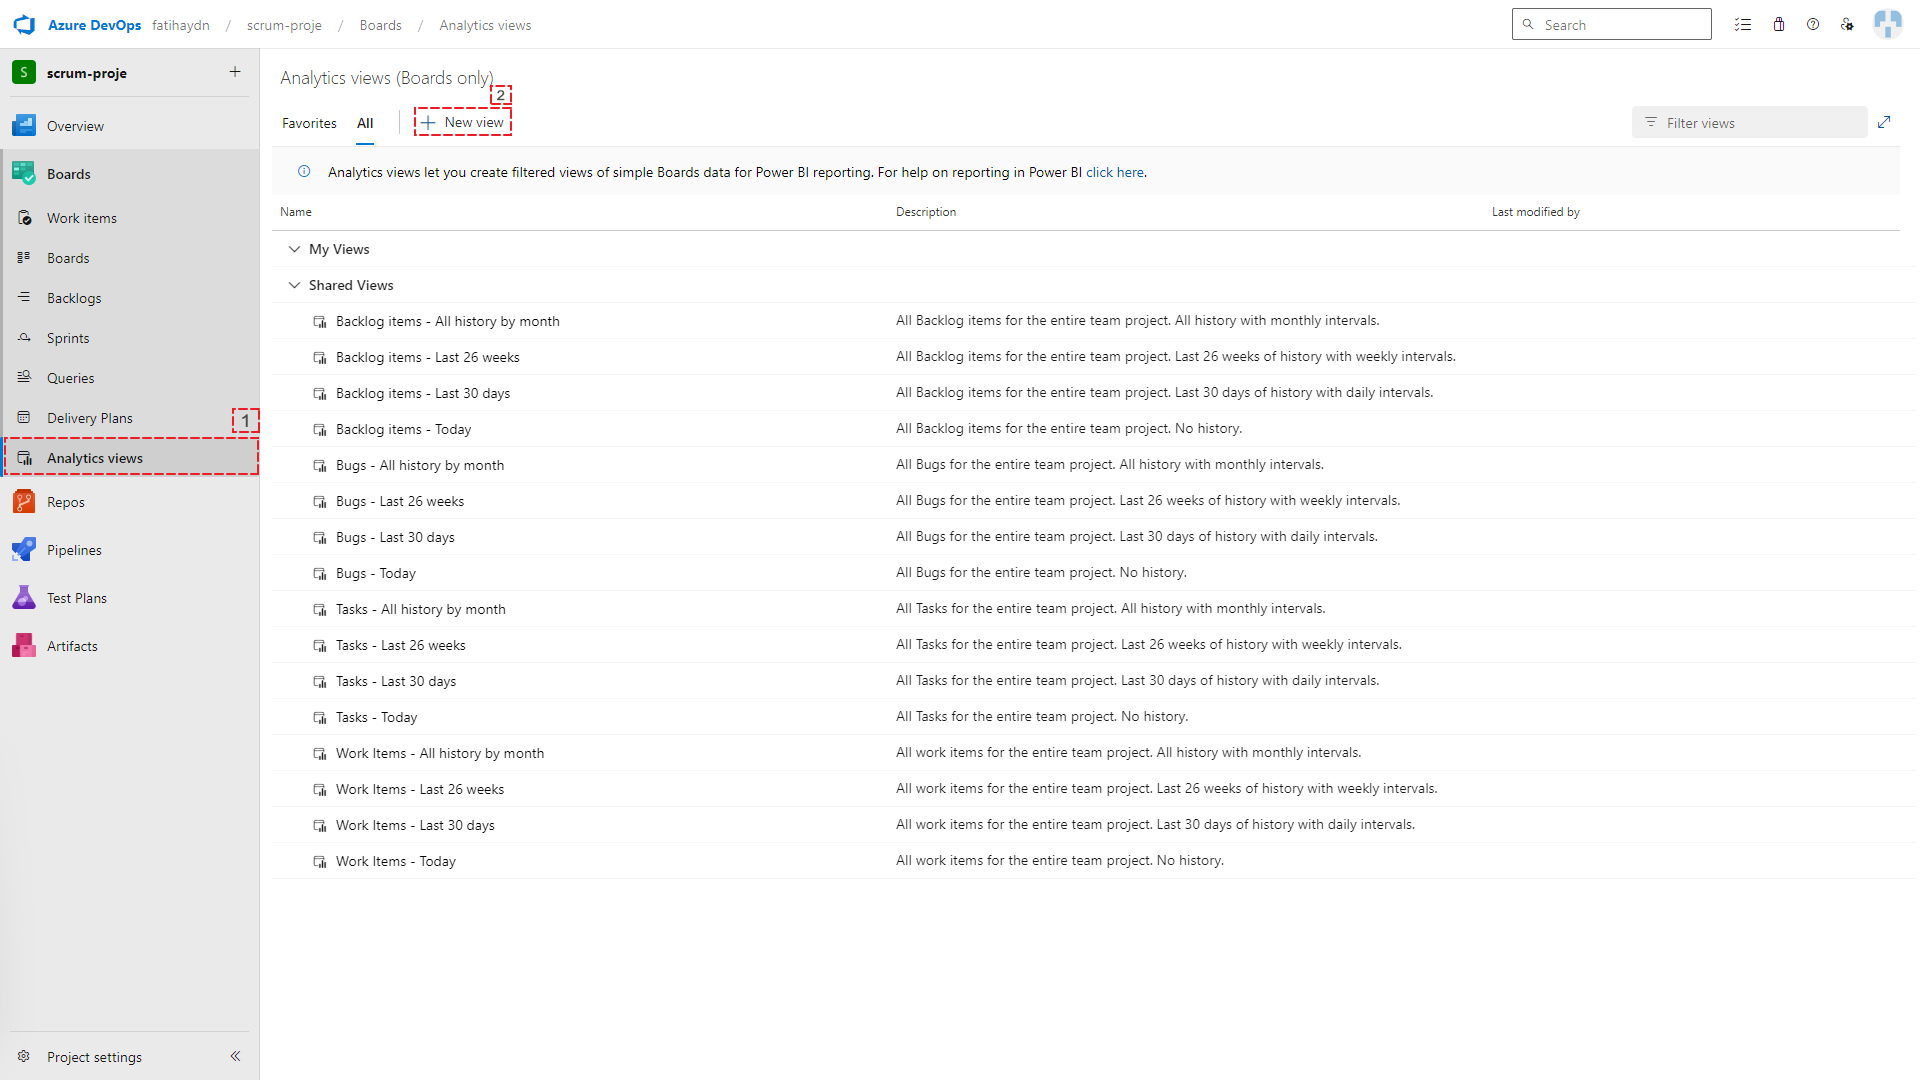 Azure DevOps fatihaydn / scrum-proje / Boards / Analytics views
Search
S scrum-proje
Overview
Boards
Work items
Boards
Backlogs
Sprints
Queries
Delivery Plans
1
Analytics views
Repos
Pipelines
Test Plans
Artifacts
Project settings
Analytics views (Boards only)
2
Favorites All New view
Filter views
Analytics views let you create filtered views of simple Boards data for Power BI reporting. For help on reporting in Power BI click here.
Name Description Last modified by
My Views
Shared Views
Backlog items - All history by month All Backlog items for the entire team project. All history with monthly intervals.
Backlog items - Last 26 weeks All Backlog items for the entire team project. Last 26 weeks of history with weekly intervals.
Backlog items - Last 30 days All Backlog items for the entire team project. Last 30 days of history with daily intervals.
Backlog items - Today All Backlog items for the entire team project. No history.
Bugs - All history by month All Bugs for the entire team project. All history with monthly intervals.
Bugs - Last 26 weeks All Bugs for the entire team project. Last 26 weeks of history with weekly intervals.
Bugs - Last 30 days All Bugs for the entire team project. Last 30 days of history with daily intervals.
Bugs - Today All Bugs for the entire team project. No history.
Tasks - All history by month All Tasks for the entire team project. All history with monthly intervals.
Tasks - Last 26 weeks All Tasks for the entire team project. Last 26 weeks of history with weekly intervals.
Tasks - Last 30 days All Tasks for the entire team project. Last 30 days of history with daily intervals.
Tasks - Today All Tasks for the entire team project. No history.
Work Items - All history by month All work items for the entire team project. All history with monthly intervals.
Work Items - Last 26 weeks All work items for the entire team project. Last 26 weeks of history with weekly intervals.
Work Items - Last 30 days All work items for the entire team project. Last 30 days of history with daily intervals.
Work Items - Today All work items for the entire team project. No history.